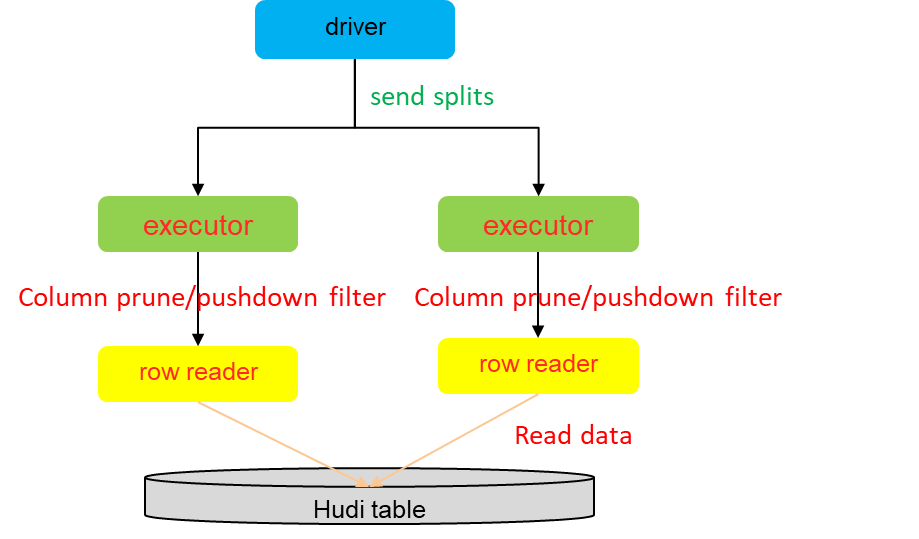 driver
send splits
executor
executor
Column prune/pushdown filter
Column prune/pushdown filter
row reader
row reader
Read data
Hudi table